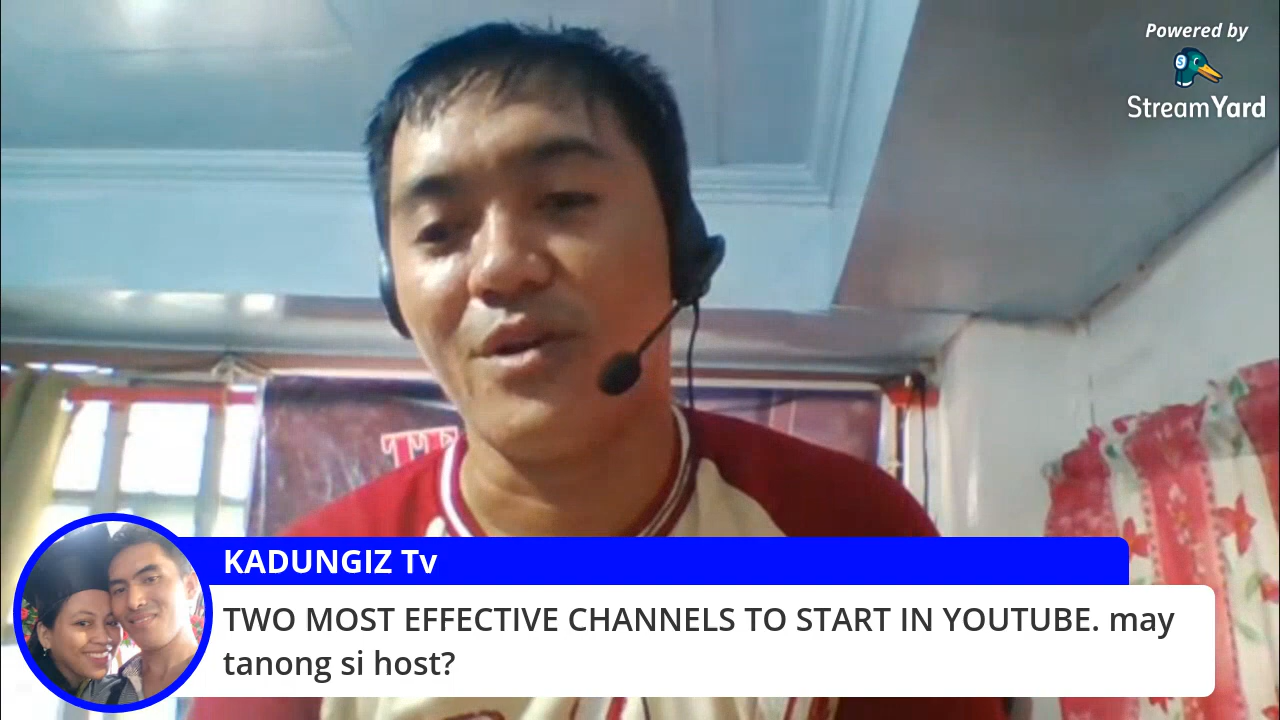 Powered by
StreamYard
KADUNGIZ Tv
TWO MOST EFFECTIVE CHANNELS TO START IN YOUTUBE. may
tanong si host?